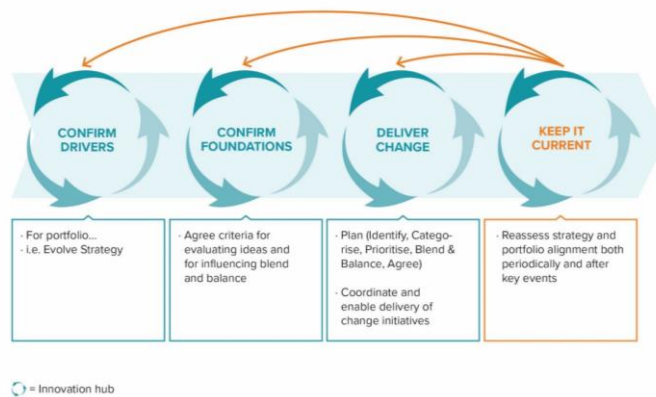 CONFIRM
DRIVERS
CONFIRM
FOUNDATIONS
DELIVER
CHANGE
KEEP IT
CURRENT
· For portfolio...
· i.e. Evolve Strategy
· Agree criteria for
evaluating ideas and
for influencing blend
and balance
· Plan (Identify, Catego-
rise, Prioritise, Blend &
Balance, Agree)
· Coordinate and
enable delivery of
change initiatives
· Reassess strategy and
portfolio alignment both
periodically and after
key events
= Innovation hub